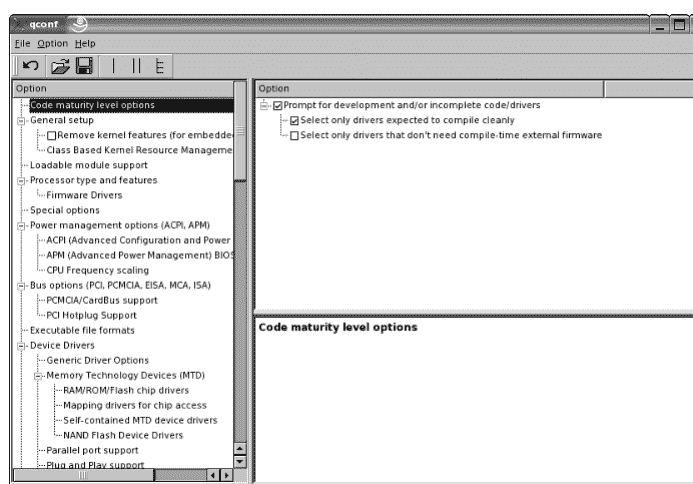 qconf
File Option Help
Option
Code maturity level options
General setup
Remove kernel features (for embedde
Class Based Kernel Resource Manageme
Loadable module support
Processor type and features
Firmware Drivers
Special options
Power management options (ACPI, APM)
ACPI (Advanced Configuration and Power
APM (Advanced Power Management) BIOS
CPU Frequency scaling
Bus options (PCI, PCMCIA, EISA, MCA, ISA)
PCMCIA/CardBus support
PCI Hotplug Support
Executable file formats
Device Drivers
Generic Driver Options
Memory Technology Devices (MTD)
RAM/ROM/Flash chip drivers
Mapping drivers for chip access
Self-contained MTD device drivers
NAND Flash Device Drivers
Parallel port support
Plug and Play support
Option
Prompt for development and/or incomplete code/drivers
Select only drivers expected to compile cleanly
Select only drivers that don't need compile-time external firmware
Code maturity level options